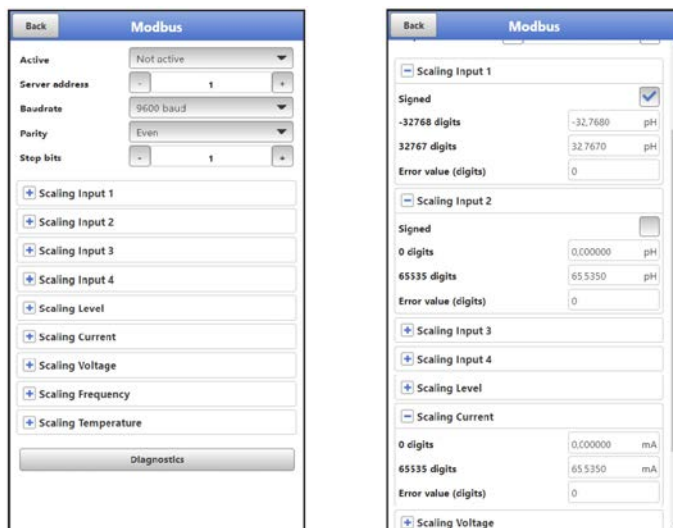 Back
Modbus
Active
Not active
Server address
-
1
+
Baudrate
9600 baud
Parity
Even
Stop bits
-
1
+
+ Scaling Input 1
+ Scaling Input 2
+ Scaling Input 3
+ Scaling Input 4
+ Scaling Level
+ Scaling Current
+ Scaling Voltage
+ Scaling Frequency
+ Scaling Temperature
Diagnostics
Back
Modbus
- Scaling Input 1
Signed
-32768 digits
-32,7680 pH
32767 digits
32.7670 pH
Error value (digits)
0
- Scaling Input 2
Signed
0 digits
0,000000 pH
65535 digits
65.5350 pH
Error value (digits)
0
+ Scaling Input 3
+ Scaling Input 4
+ Scaling Level
- Scaling Current
0 digits
0,000000 mA
65535 digits
65.5350 mA
Error value (digits)
0
+ Scaling Voltage